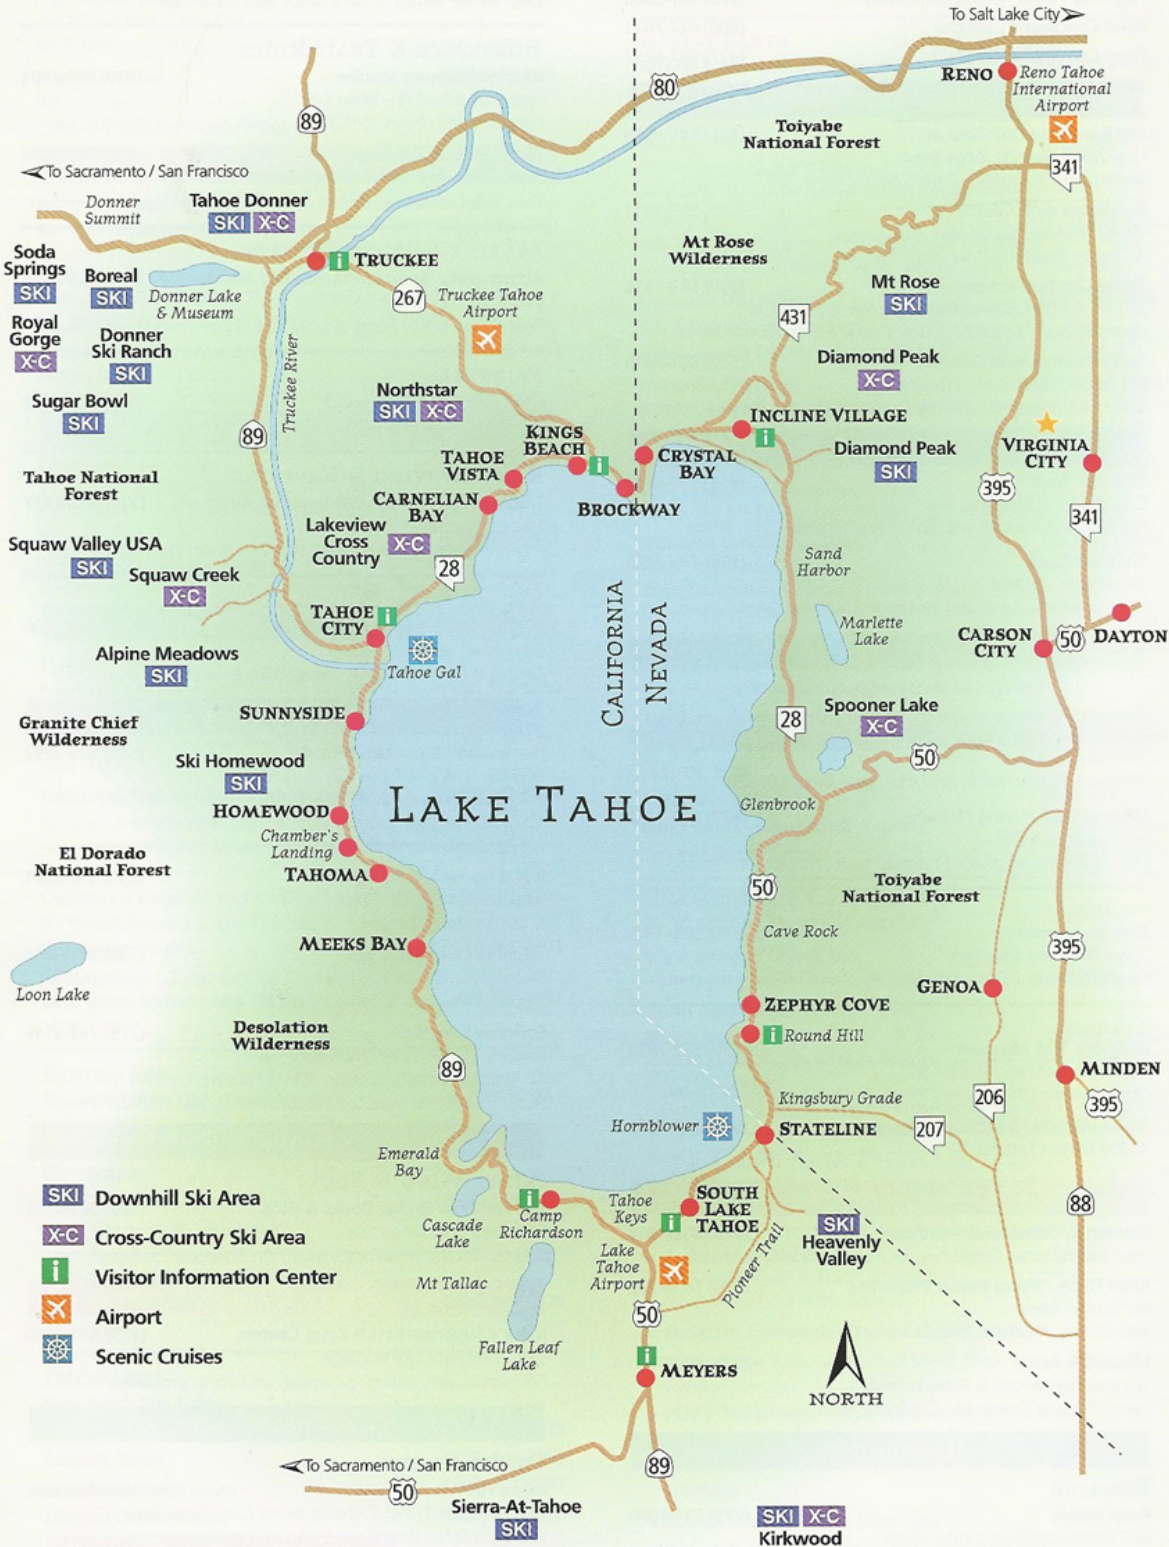 To Salt Lake City
RENO
Reno Tahoe
International
Airport
80
89
Toiyabe
National Forest
341
To Sacramento / San Francisco
Donner
Summit
Tahoe Donner
SKI X-C
Mt Rose
Wilderness
Soda
Springs
SKI
Boreal
SKI
Donner Lake
& Museum
TRUCKEE
i
267
Truckee Tahoe
Airport
Mt Rose
SKI
431
Royal
Gorge
X-C
Donner
Ski Ranch
SKI
Truckee River
Diamond Peak
X-C
Sugar Bowl
SKI
89
Northstar
SKI X-C
INCLINE VILLAGE
i
KINGS
BEACH
i
TAHOE
VISTA
CRYSTAL
BAY
Diamond Peak
SKI
VIRGINIA
CITY
Tahoe National
Forest
CARNELIAN
BAY
BROCKWAY
395
341
Lakeview
Cross
Country
X-C
Squaw Valley USA
SKI
Squaw Creek
X-C
28
Sand
Harbor
CALIFORNIA
NEVADA
TAHOE
CITY
i
Marlette
Lake
CARSON
CITY
50
DAYTON
Alpine Meadows
SKI
Tahoe Gal
Granite Chief
Wilderness
SUNNYSIDE
28
Spooner Lake
X-C
50
Ski Homewood
SKI
LAKE TAHOE
Glenbrook
HOMEWOOD
Chamber's
Landing
El Dorado
National Forest
TAHOMA
50
Toiyabe
National Forest
Cave Rock
MEEKS BAY
395
Loon Lake
GENOA
ZEPHYR COVE
i
Round Hill
Desolation
Wilderness
89
MINDEN
Kingsbury Grade
206
395
Hornblower
STATELINE
207
Emerald
Bay
SKI
Downhill Ski Area
X-C
Cross-Country Ski Area
i
Visitor Information Center
Airport
Scenic Cruises
i
Camp
Richardson
Tahoe
Keys
SOUTH
LAKE
TAHOE
i
88
Cascade
Lake
SKI
Heavenly
Valley
Lake
Tahoe
Airport
Pioneer Trail
Mt Tallac
50
Fallen Leaf
Lake
i
MEYERS
NORTH
To Sacramento / San Francisco
50
89
Sierra-At-Tahoe
SKI
SKI X-C
Kirkwood